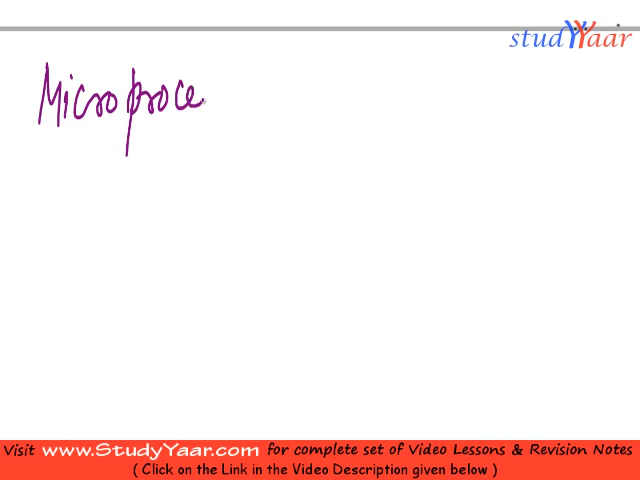 studYYaar
Microproce
Visit www.StudyYaar.com for complete set of Video Lessons & Revision Notes
( Click on the Link in the Video Description given below )